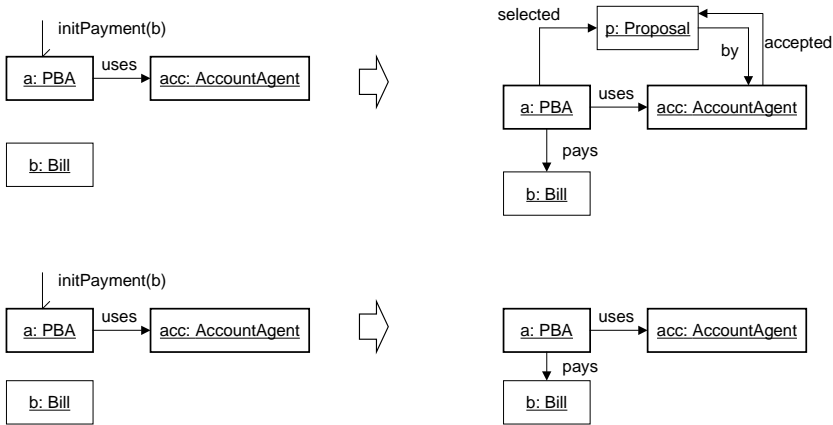 initPayment(b)
a: PBA
uses
acc: AccountAgent
b: Bill
selected
p: Proposal
by
accepted
a: PBA
uses
acc: AccountAgent
pays
b: Bill
initPayment(b)
a: PBA
uses
acc: AccountAgent
b: Bill
a: PBA
uses
acc: AccountAgent
pays
b: Bill